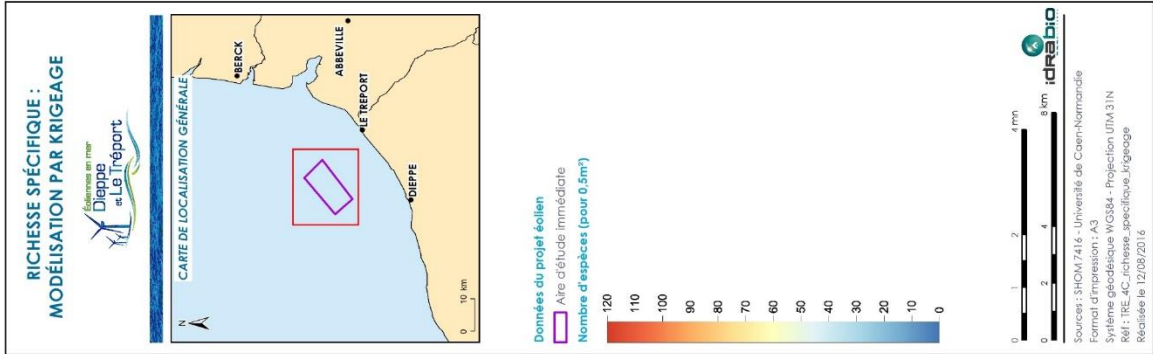 RICHESSE SPÉCIFIQUE :
MODÉLISATION PAR KRIGEAGE
Éoliennes en mer
Dieppe
et Le Tréport
CARTE DE LOCALISATION GÉNÉRALE
N
BERCK
ABBEVILLE
LE TREPORT
DIEPPE
0 10 km
Données du projet éolien
Aire d'étude immédiate
Nombre d'espèces (pour 0,5m²)
120
110
100
90
80
70
60
50
40
30
20
10
0
0 1 2 4 mn
0 2 4 8 km
idRabio
Sources : SHOM 7416 - Université de Caen-Normandie
Format d'impression : A3
Système géodésique WGS84 - Projection UTM 31N
Réf : TRE_4C_richesse_specifique_krigeage
Réalisée le 12/08/2016